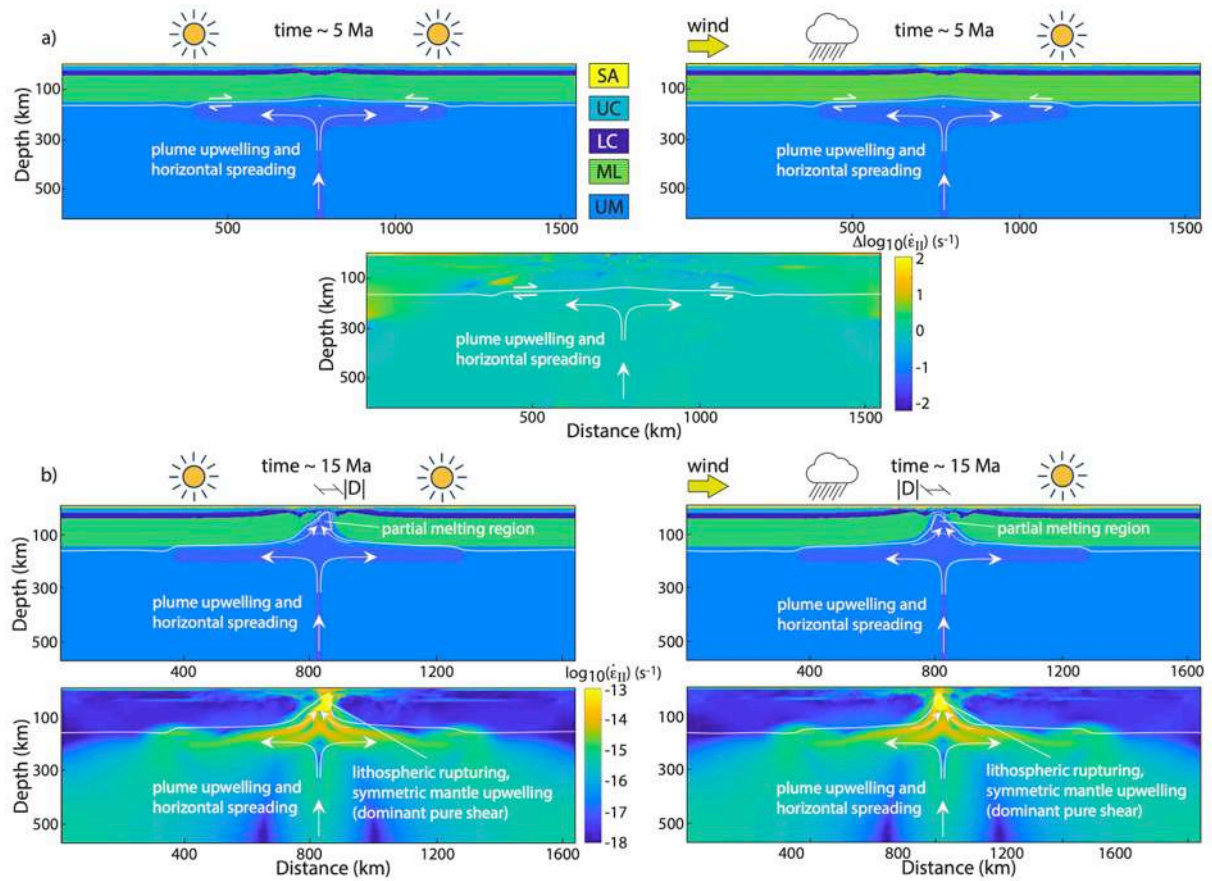 a)
time ~ 5 Ma
wind
time ~ 5 Ma
Depth (km)
100
300
500
plume upwelling and
horizontal spreading
500
1000
1500
SA
UC
LC
ML
UM
Depth (km)
100
300
500
plume upwelling and
horizontal spreading
500
1000
1500
Δlog10(ε̇II) (s-1)
Depth (km)
100
300
500
plume upwelling and
horizontal spreading
500
1000
1500
Distance (km)
2
1
0
-1
-2
b)
time ~ 15 Ma
|D|
wind
time ~ 15 Ma
|D|
Depth (km)
100
300
500
partial melting region
plume upwelling and
horizontal spreading
400
800
1200
Depth (km)
100
300
500
partial melting region
plume upwelling and
horizontal spreading
400
800
1200
1600
log10(ε̇II) (s-1)
-13
-14
-15
-16
-17
-18
Depth (km)
100
300
500
plume upwelling and
horizontal spreading
lithospheric rupturing,
symmetric mantle upwelling
(dominant pure shear)
400
800
1200
Distance (km)
Depth (km)
100
300
500
plume upwelling and
horizontal spreading
lithospheric rupturing,
symmetric mantle upwelling
(dominant pure shear)
400
800
1200
1600
Distance (km)